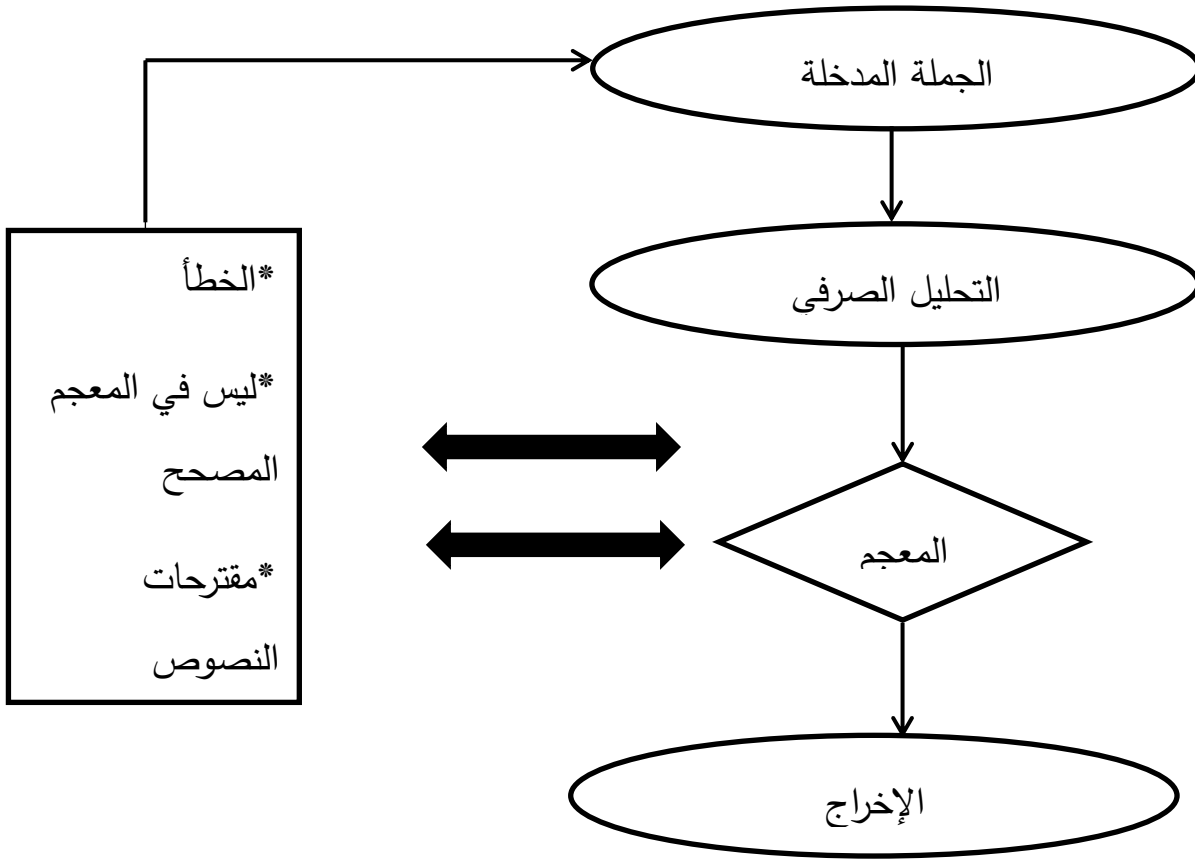 الجملة المدخلة
التحليل الصرفي
المعجم
الإخراج
*الخطأ
*ليس في المعجم
المصحح
*مقترحات
النصوص